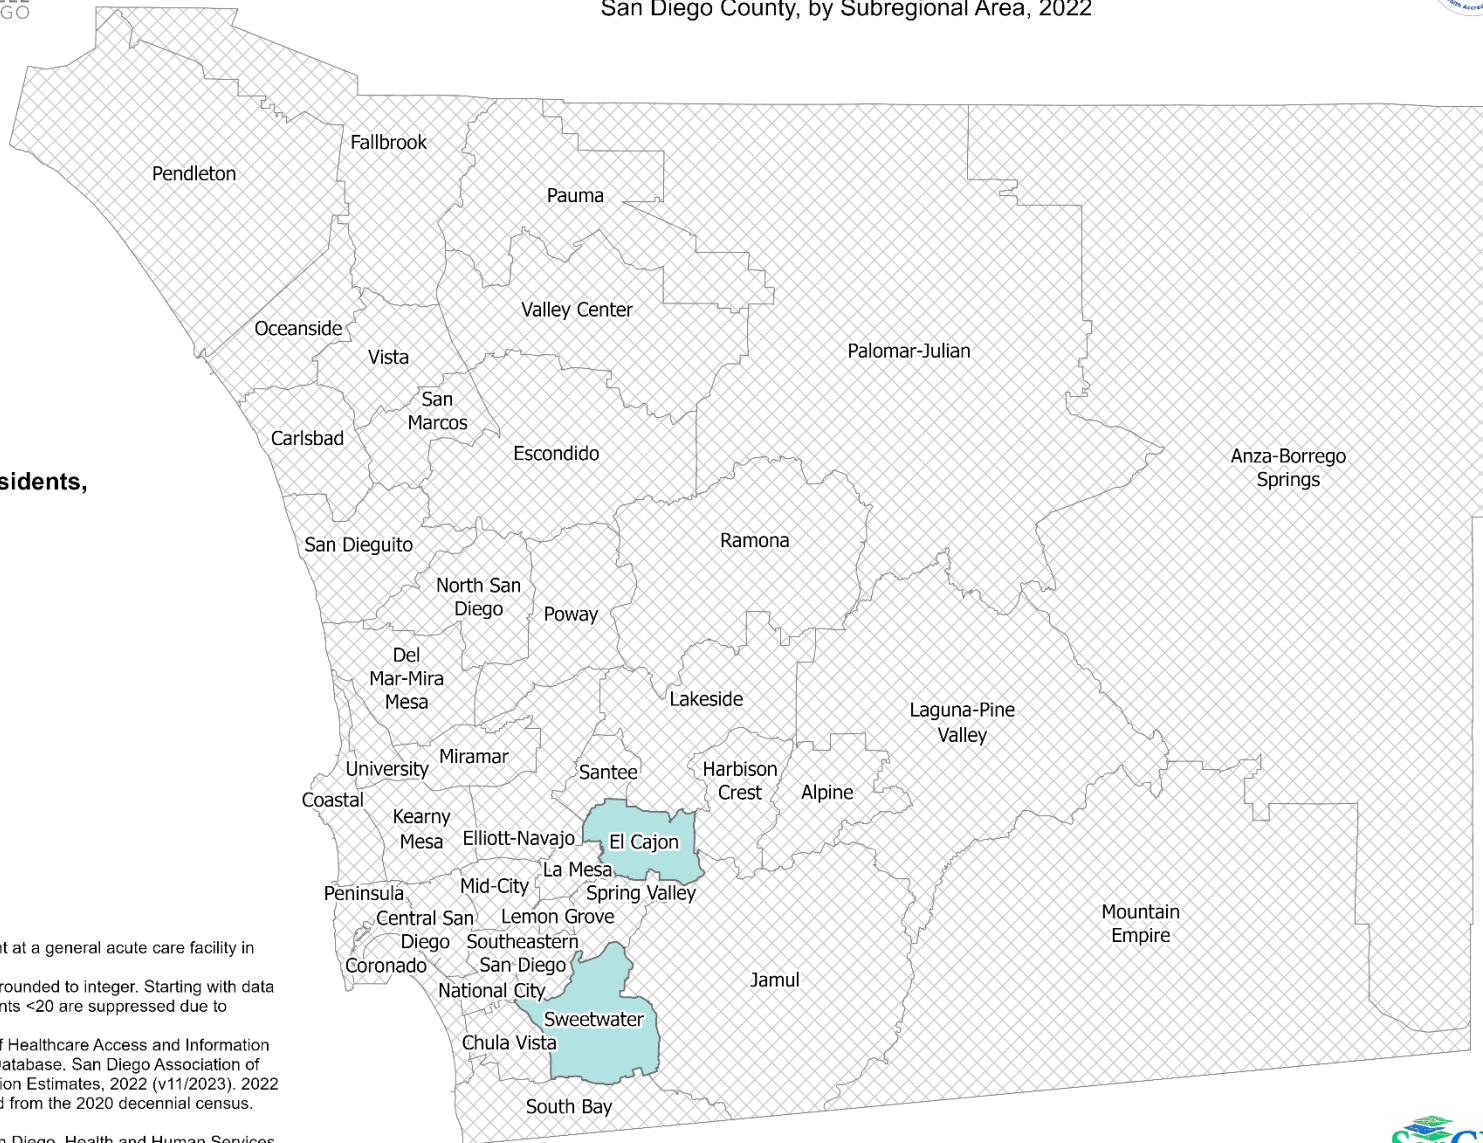 GO
San Diego County, by Subregional Area, 2022
Fallbrook
Pendleton
Pauma
Valley Center
Oceanside
Vista
Palomar-Julian
San
Marcos
Carlsbad
Escondido
Anza-Borrego
Springs
sidents,
San Dieguito
Ramona
North San
Diego
Poway
Del
Mar-Mira
Mesa
Lakeside
Laguna-Pine
Valley
Miramar
University
Santee
Harbison
Crest
Alpine
Coastal
Kearny
Mesa
Elliott-Navajo
El Cajon
La Mesa
Mid-City
Spring Valley
Peninsula
Central San
Diego
Lemon Grove
Mountain
Empire
Southeastern
San Diego
Coronado
Jamul
National City
Sweetwater
Chula Vista
South Bay
nt at a general acute care facility in
rounded to integer. Starting with data
nts <20 are suppressed due to
f Healthcare Access and Information
Database. San Diego Association of
ion Estimates, 2022 (v11/2023). 2022
d from the 2020 decennial census.
n Diego, Health and Human Services